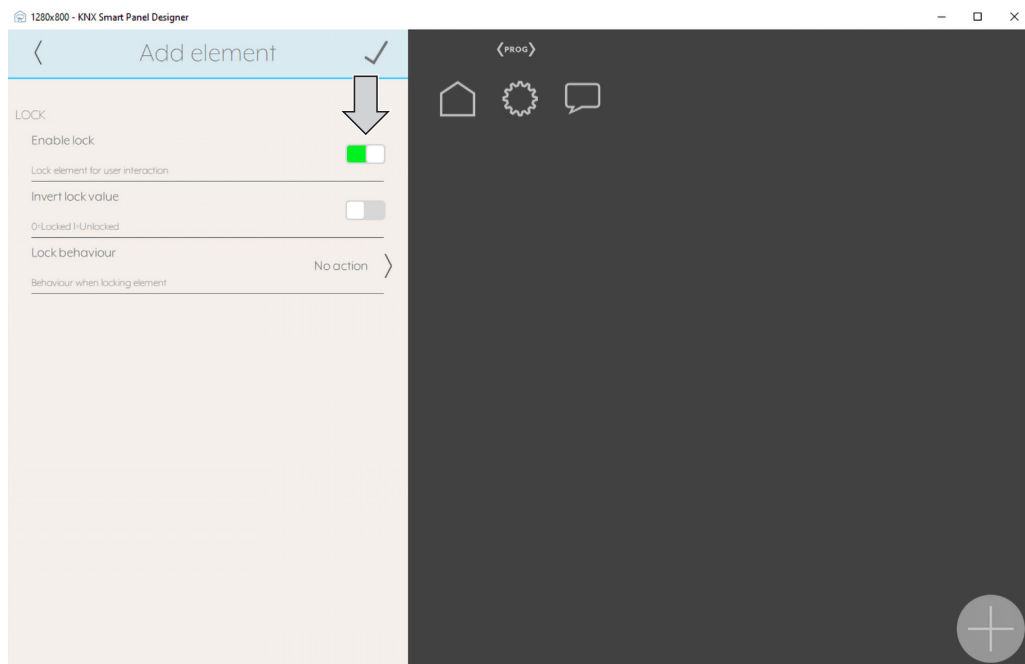 1280x800 - KNX Smart Panel Designer
Add element
⟨PROG⟩
LOCK
Enable lock
Lock element for user interaction
Invert lock value
0=Locked 1=Unlocked
Lock behaviour
No action
Behaviour when locking element